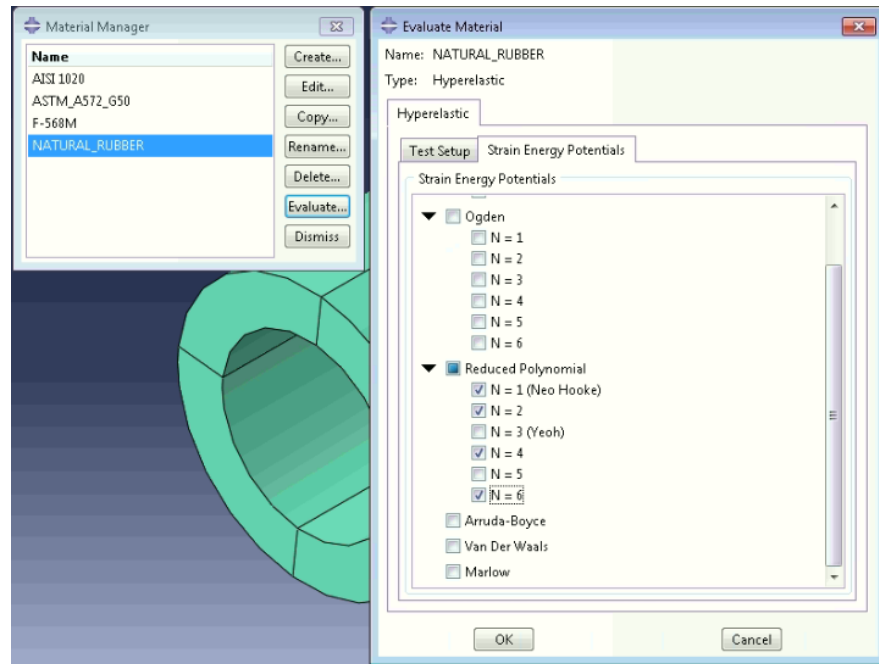 Material Manager
Name
AISI 1020
ASTM_A572_G50
F-568M
NATURAL_RUBBER
Create...
Edit...
Copy...
Rename...
Delete...
Evaluate...
Dismiss
Evaluate Material
Name: NATURAL_RUBBER
Type: Hyperelastic
Hyperelastic
Test Setup Strain Energy Potentials
Strain Energy Potentials
Ogden
N = 1
N = 2
N = 3
N = 4
N = 5
N = 6
Reduced Polynomial
N = 1 (Neo Hooke)
N = 2
N = 3 (Yeoh)
N = 4
N = 5
N = 6
Arruda-Boyce
Van Der Waals
Marlow
OK Cancel